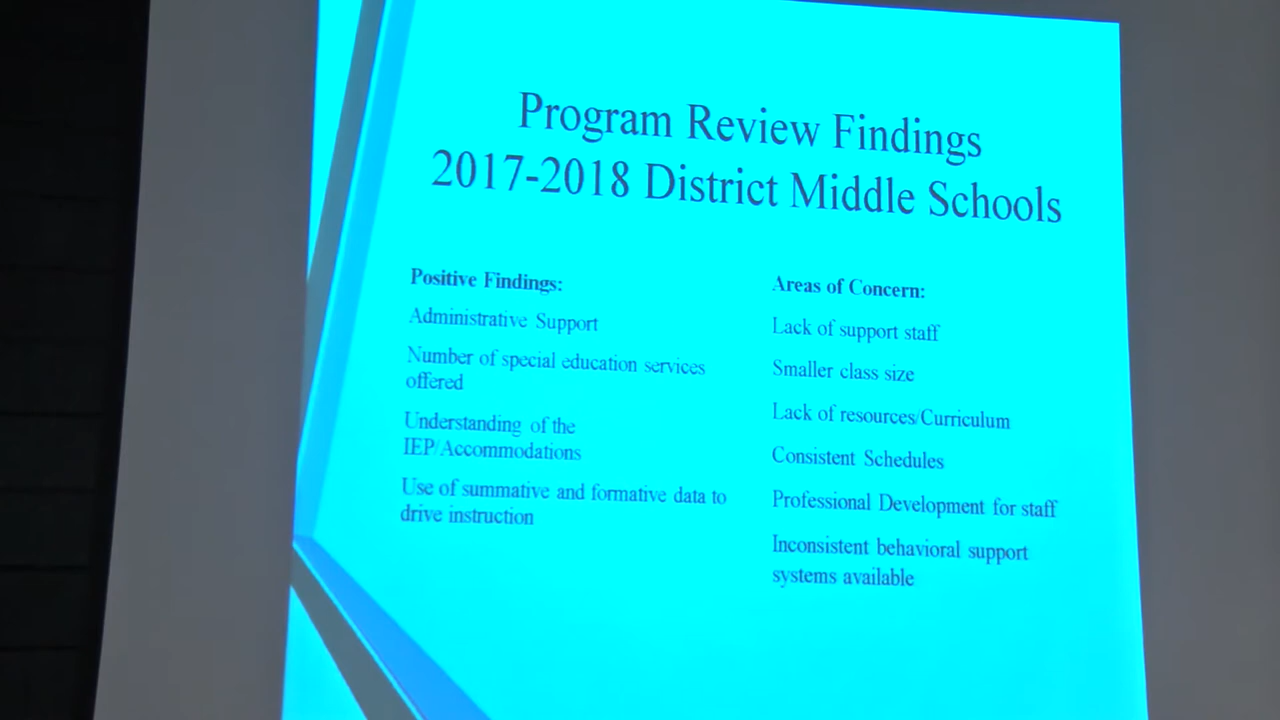 Program Review Findings
2017-2018 District Middle Schools
Positive Findings:
Administrative Support
Number of special education services
offered
Understanding of the
IEP/Accommodations
Use of summative and formative data to
drive instruction
Areas of Concern:
Lack of support staff
Smaller class size
Lack of resources/Curriculum
Consistent Schedules
Professional Development for staff
Inconsistent behavioral support
systems available